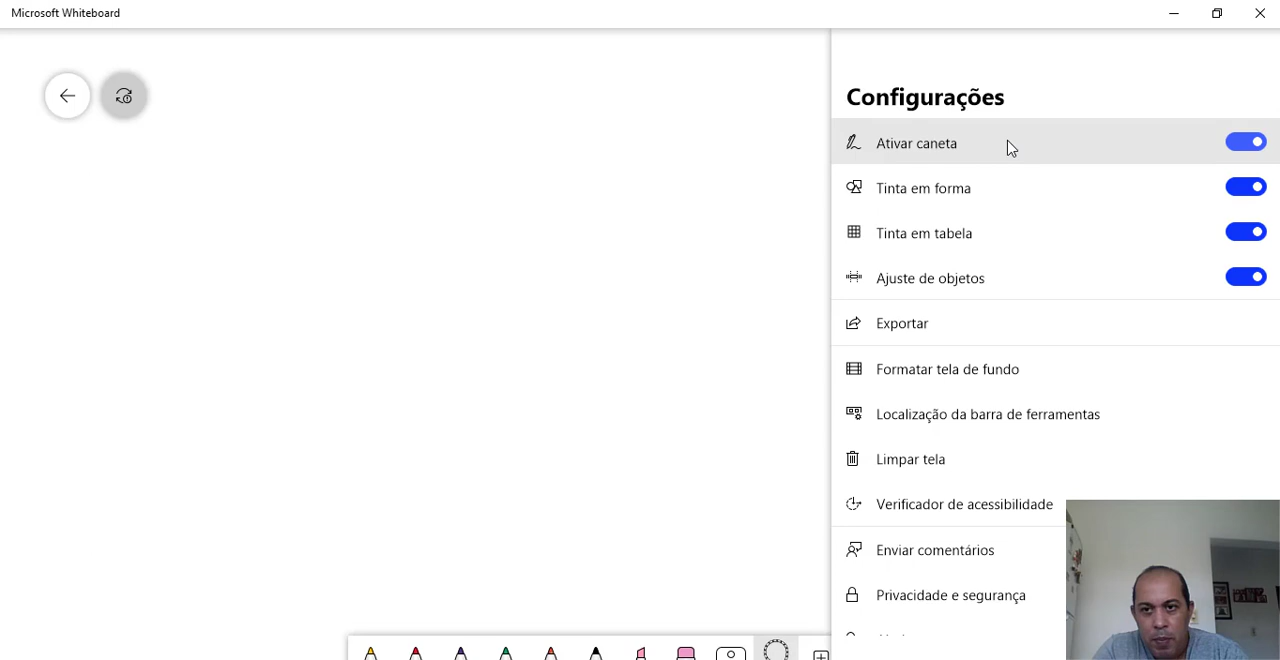 Microsoft Whiteboard
Configurações
Ativar caneta
Tinta em forma
Tinta em tabela
Ajuste de objetos
Exportar
Formatar tela de fundo
Localização da barra de ferramentas
Limpar tela
Verificador de acessibilidade
Enviar comentários
Privacidade e segurança